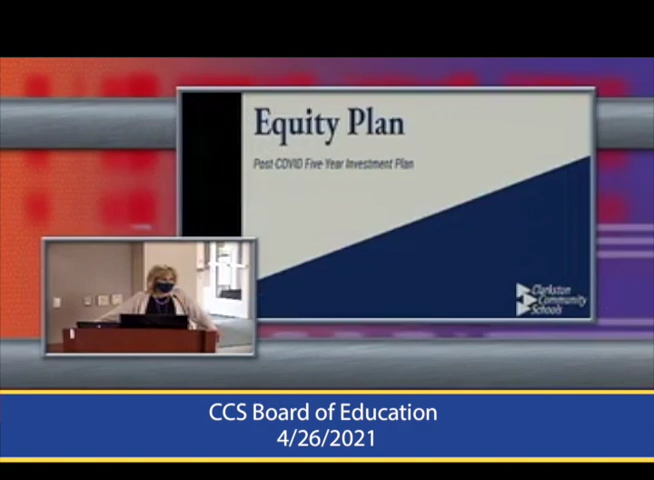 Equity Plan
Post COVID Five Year Investment Plan
Clarkston
Community
Schools
CCS Board of Education
4/26/2021